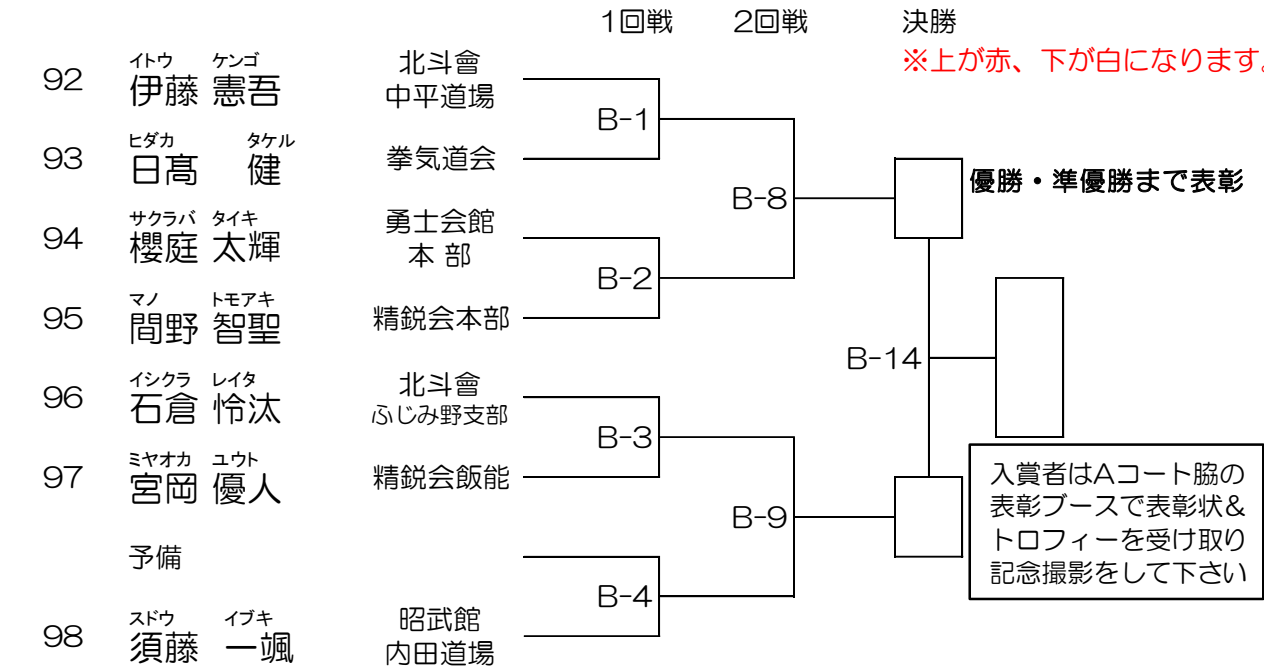 1回戦 2回戦 決勝
※上が赤、下が白になります。
イトウ ケンゴ
92 伊藤 憲吾 北斗會
中平道場
B-1
ヒダカ タケル
93 日髙 健 拳気道会
優勝・準優勝まで表彰
B-8
サクラバ タイキ
94 櫻庭 太輝 勇士会館
本 部
B-2
マノ トモアキ
95 間野 智聖 精鋭会本部
B-14
イシクラ レイタ
96 石倉 怜汰 北斗會
ふじみ野支部
B-3
ミヤオカ ユウト
97 宮岡 優人 精鋭会飯能
B-9
入賞者はAコート脇の
表彰ブースで表彰状&
トロフィーを受け取り
記念撮影をして下さい
予備
B-4
スドウ イブキ
98 須藤 一颯 昭武館
内田道場